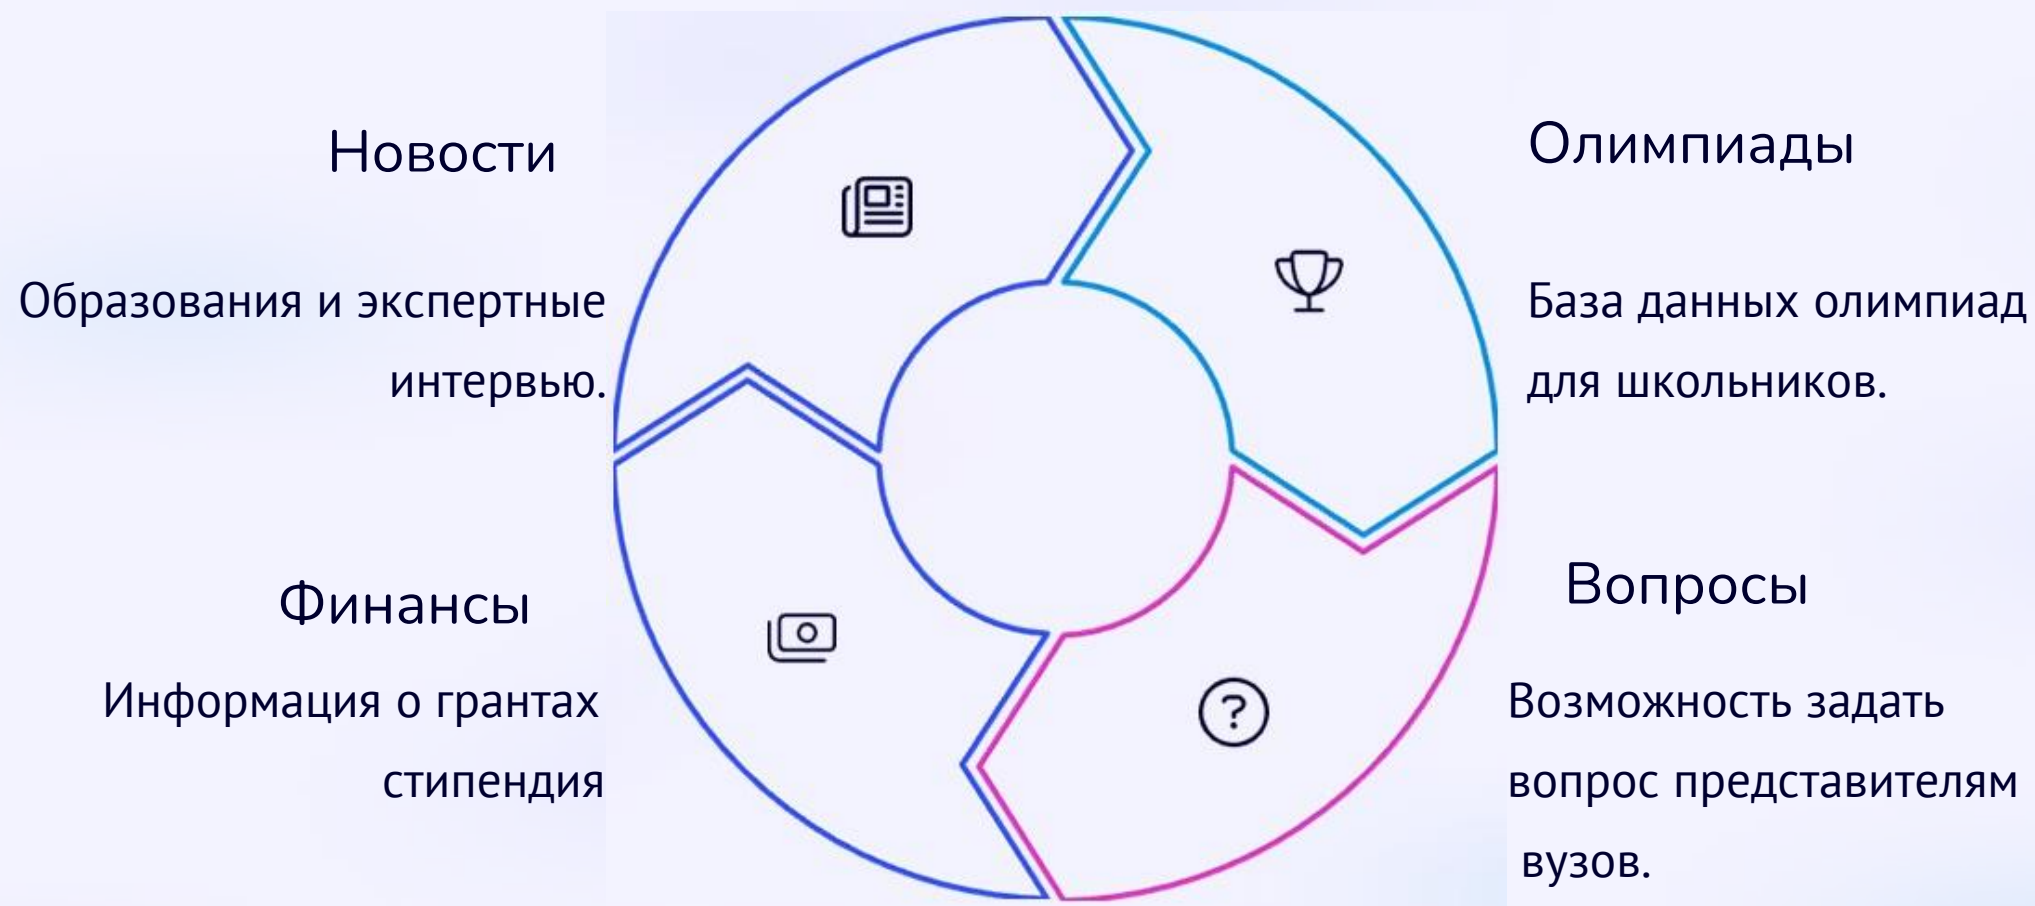 Новости
Образования и экспертные
интервью.
Олимпиады
База данных олимпиад
для школьников.
Финансы
Информация о грантах
стипендия
Вопросы
Возможность задать
вопрос представителям
вузов.